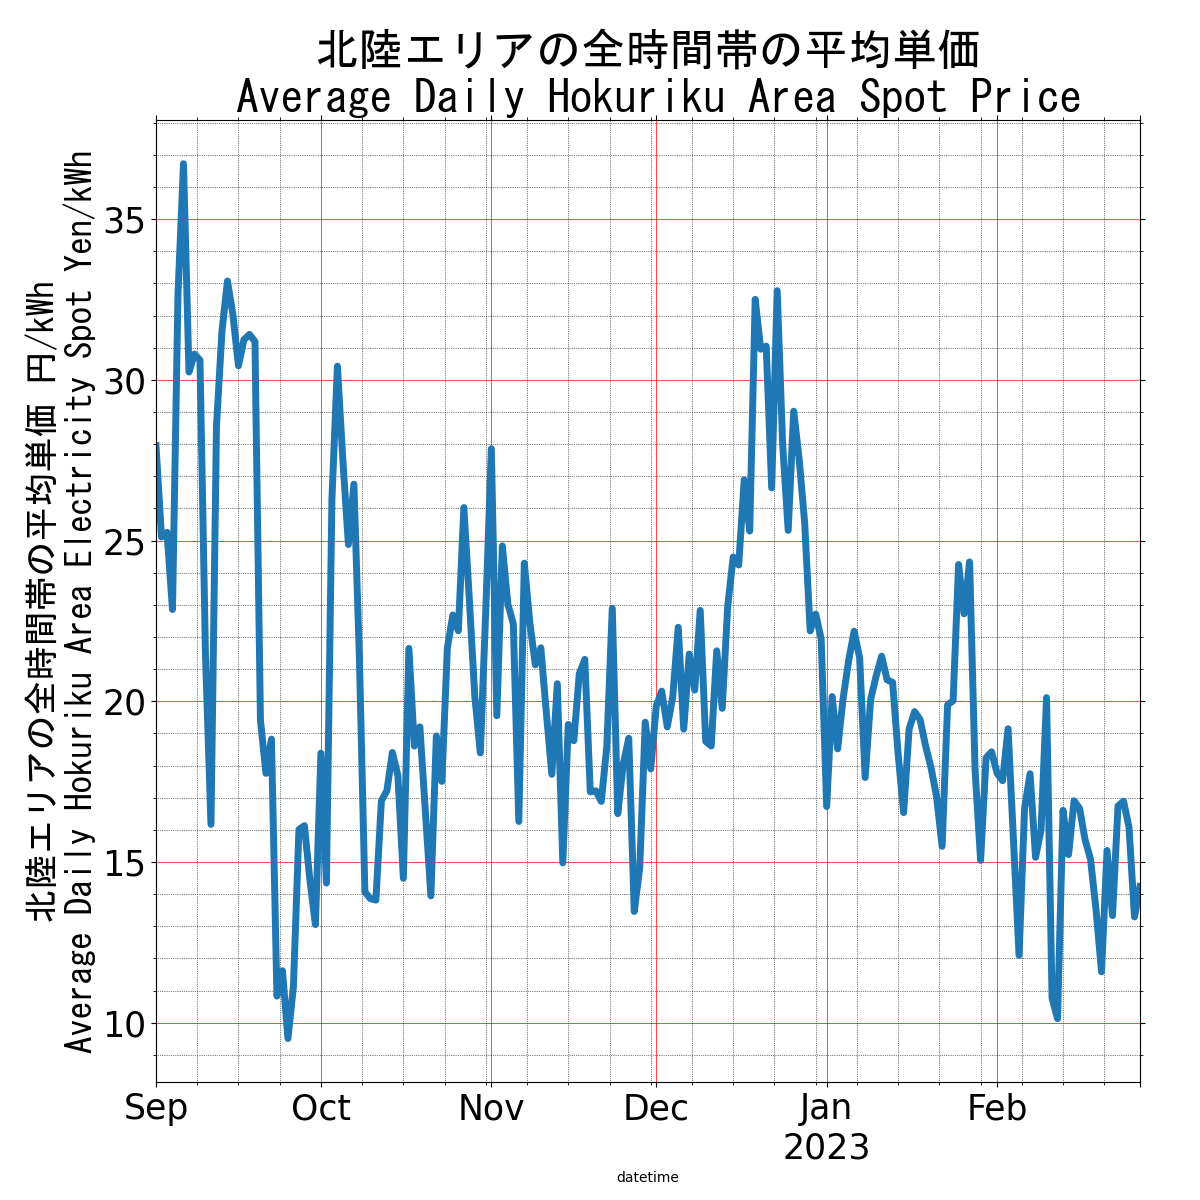 北陸エリアの全時間帯の平均単価
Average Daily Hokuriku Area Spot Price
北陸エリアの全時間帯の平均単価 円/kWh
Average Daily Hokuriku Area Electricity Spot Yen/kWh
35
30
25
20
15
10
Sep Oct Nov Dec Jan Feb
2023
datetime